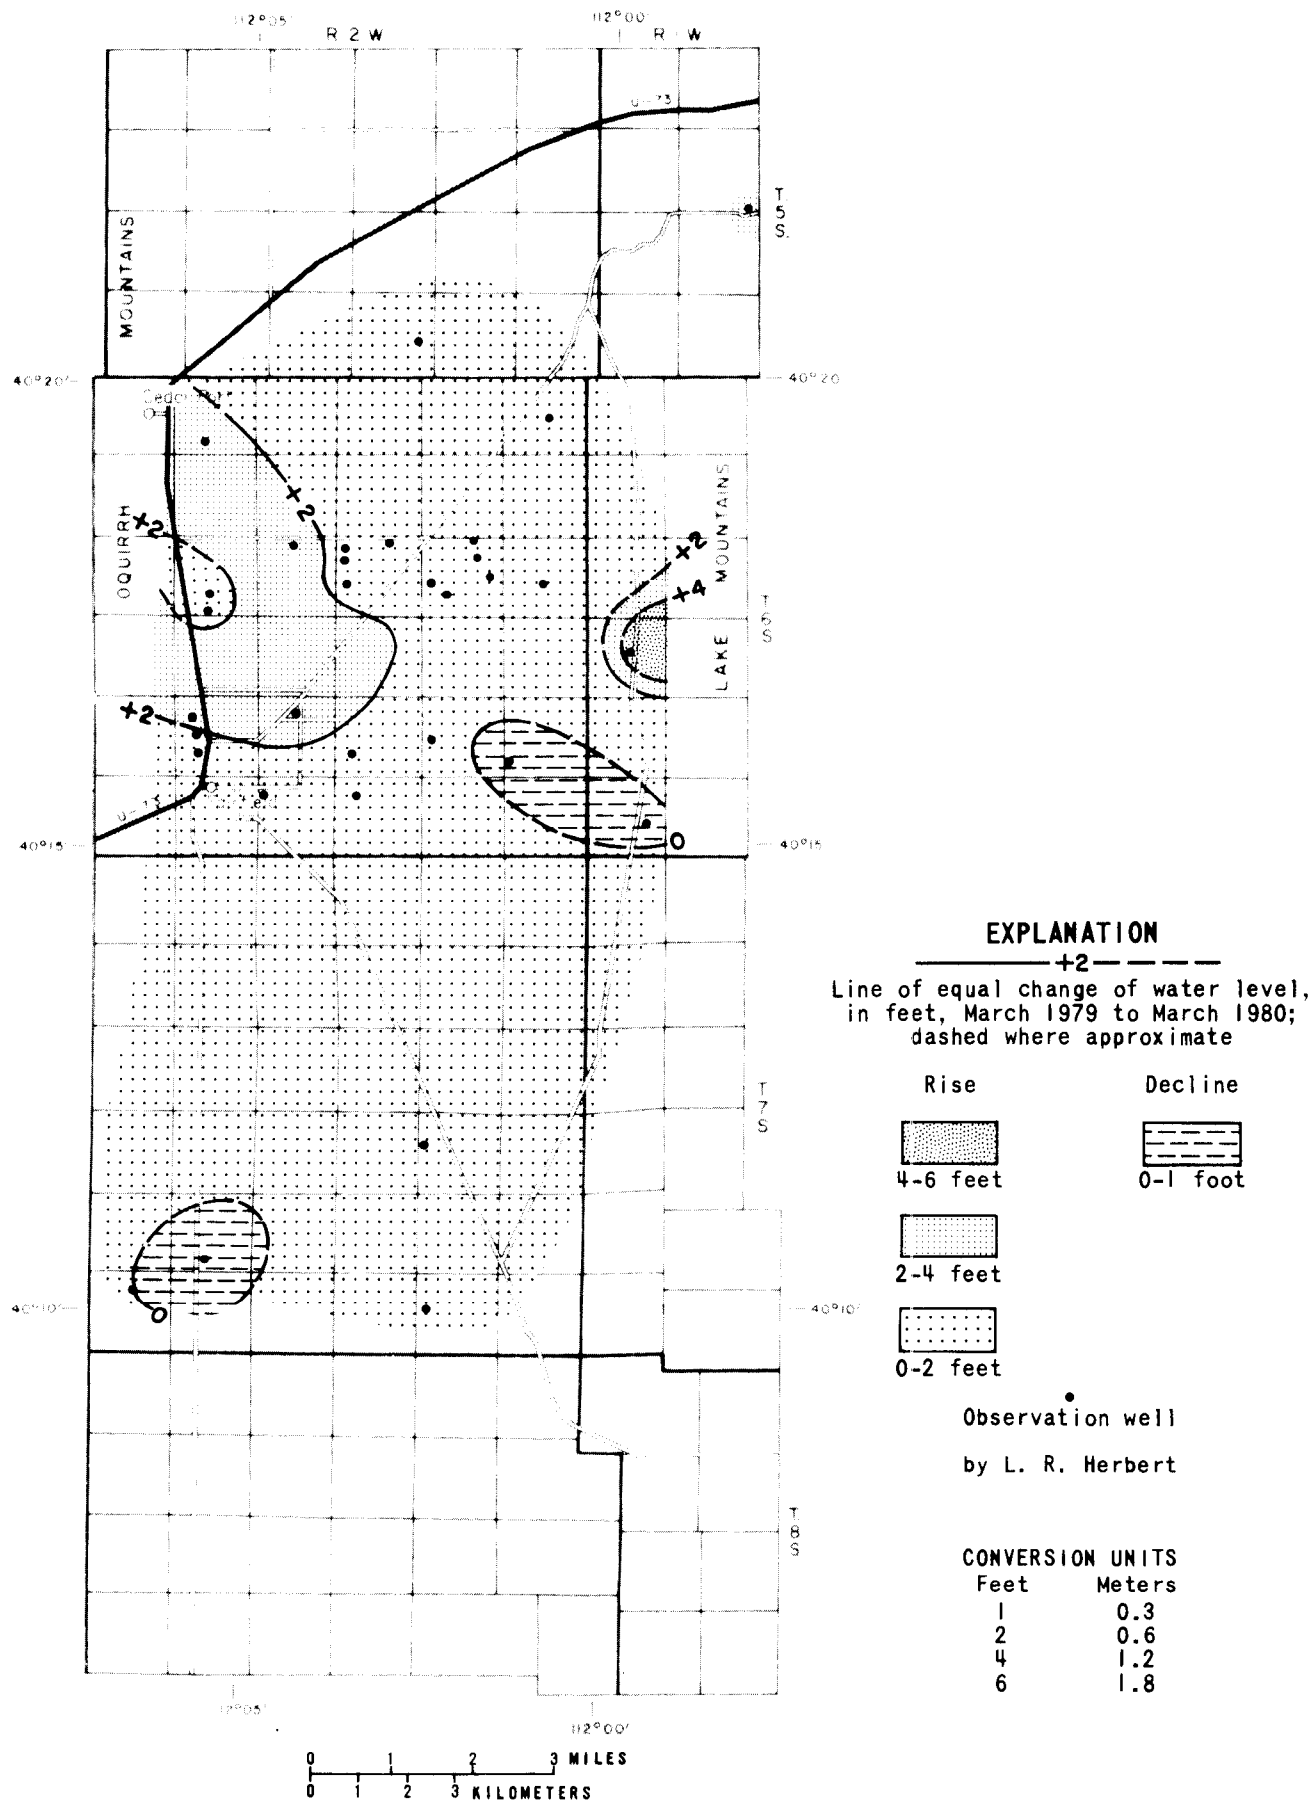 112°05'
112°00'
R 2 W
R I W
U-73
T.
5
S.
MOUNTAINS
40°20'
40°20'
+2
+2
OQUIRRH
LAKE MOUNTAINS
+2
+4
T
6
S
+2
U-73
40°15'
40°15'
0
EXPLANATION
+2
Line of equal change of water level,
in feet, March 1979 to March 1980;
dashed where approximate
Rise
Decline
4-6 feet
0-1 foot
2-4 feet
0-2 feet
Observation well
by L. R. Herbert
T
7
S
40°10'
40°10'
0
T
8
S
CONVERSION UNITS
Feet Meters
1 0.3
2 0.6
4 1.2
6 1.8
112°05'
112°00'
0 1 2 3 MILES
0 1 2 3 KILOMETERS